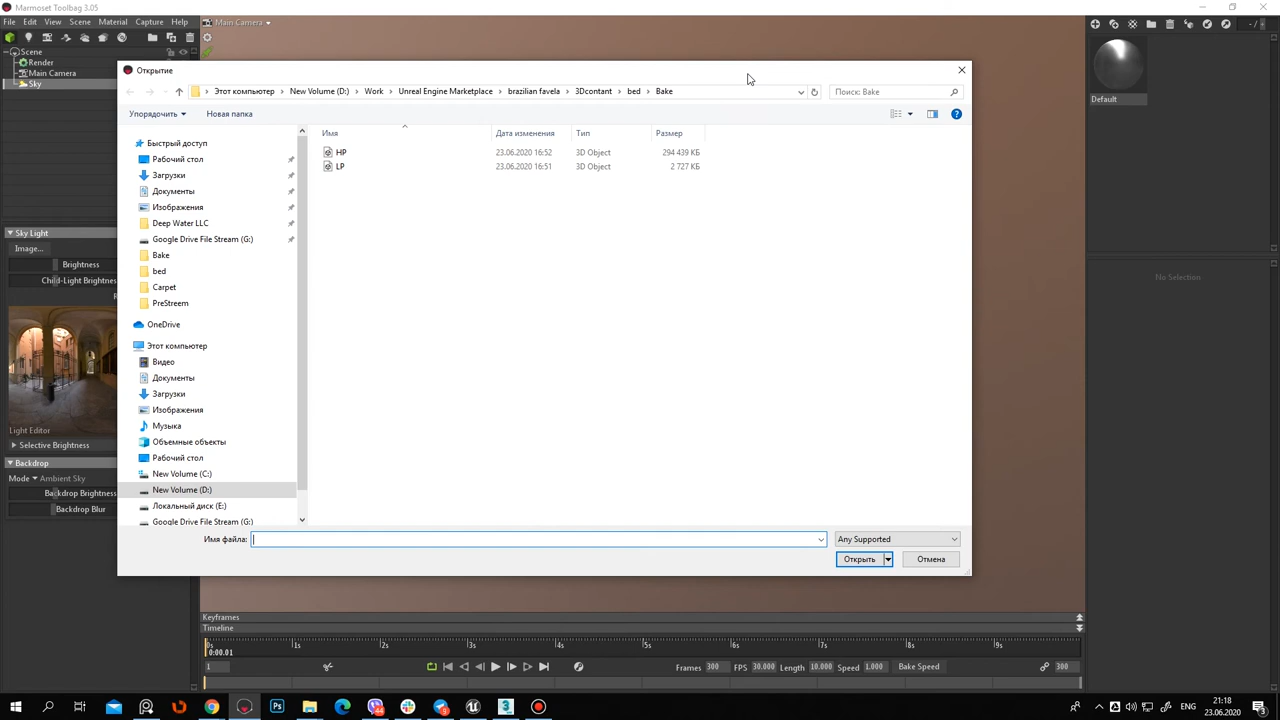 Marmoset Toolbag 3.05
File Edit View Scene Material Capture Help
Main Camera
- / -
Scene
Render
Main Camera
Sky
Default
Открытие
Этот компьютер > New Volume (D:) > Work > Unreal Engine Marketplace > brazilian favela > 3Dcontant > bed > Bake
Поиск: Bake
Упорядочить
Новая папка
Имя
Дата изменения
Тип
Размер
HP 23.06.2020 16:52 3D Object 294 439 КБ
LP 23.06.2020 16:51 3D Object 2 727 КБ
Быстрый доступ
Рабочий стол
Загрузки
Документы
Изображения
Deep Water LLC
Google Drive File Stream (G:)
Bake
bed
Carpet
PreStreem
OneDrive
Этот компьютер
Видео
Документы
Загрузки
Изображения
Музыка
Объемные объекты
Рабочий стол
New Volume (C:)
New Volume (D:)
Локальный диск (E:)
Google Drive File Stream (G:)
Имя файла:
Any Supported
Открыть
Отмена
Sky Light
Image...
Brightness
Child-Light Brightness
Light Editor
Selective Brightness
Backdrop
Mode Ambient Sky
Backdrop Brightness
Backdrop Blur
No Selection
Keyframes
Timeline
0s 1s 2s 3s 4s 5s 6s 7s 8s 9s
0:00.01
1
Frames 300 FPS 30.000 Length 10.000 Speed 1.000 Bake Speed
300
Ps
3
ENG
21:18
23.06.2020
3